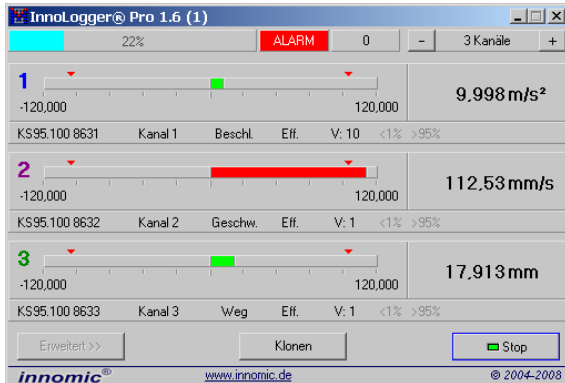 InnoLogger® Pro 1.6 (1)
22% ALARM 0 - 3 Kanäle +
1
-120,000 120,000
9,998 m/s²
KS95.100 8631 Kanal 1 Beschl. Eff. V: 10 <1% >95%
2
-120,000 120,000
112,53 mm/s
KS95.100 8632 Kanal 2 Geschw. Eff. V: 1 <1% >95%
3
-120,000 120,000
17,913 mm
KS95.100 8633 Kanal 3 Weg Eff. V: 1 <1% >95%
Erweitert >> Klonen Stop
innomic® www.innomic.de © 2004-2008